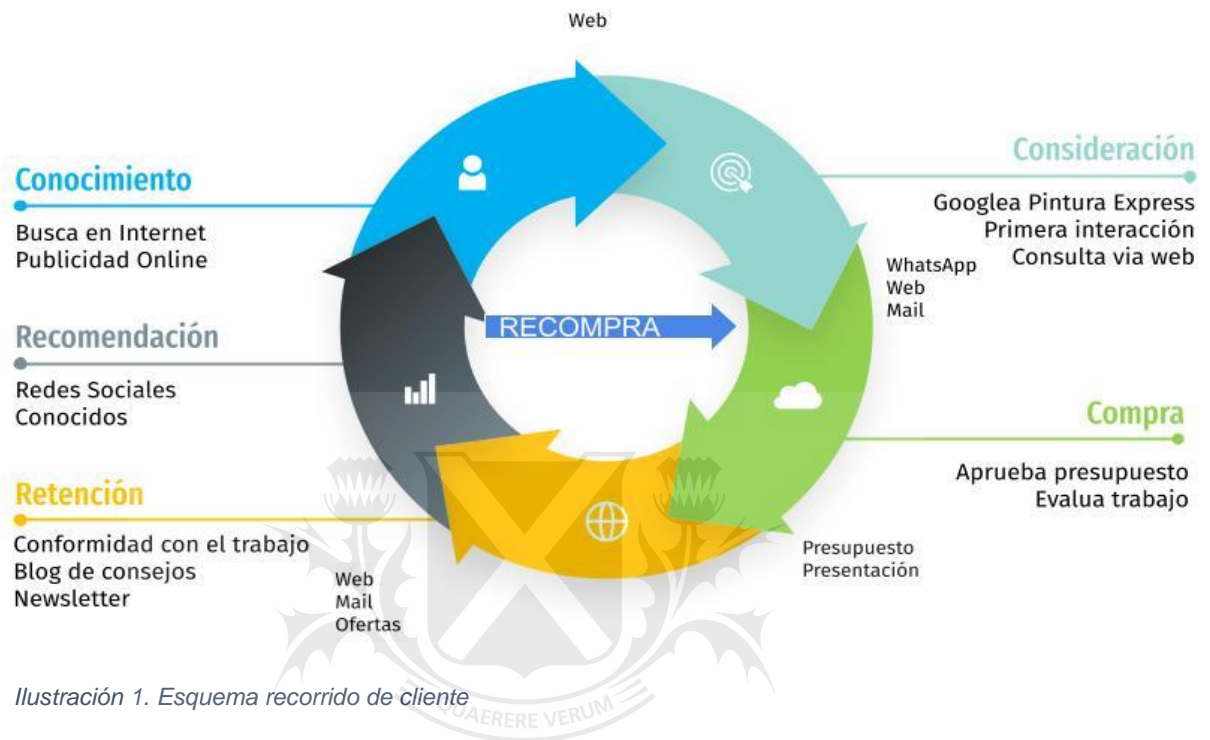 Web
Conocimiento
Busca en Internet
Publicidad Online
Consideración
Googlea Pintura Express
Primera interacción
Consulta via web
WhatsApp
Web
Mail
RECOMPRA
Recomendación
Redes Sociales
Conocidos
Compra
Aprueba presupuesto
Evalua trabajo
Retención
Conformidad con el trabajo
Blog de consejos
Newsletter
Web
Mail
Ofertas
Presupuesto
Presentación
Ilustración 1. Esquema recorrido de cliente
QUAERERE VERUM